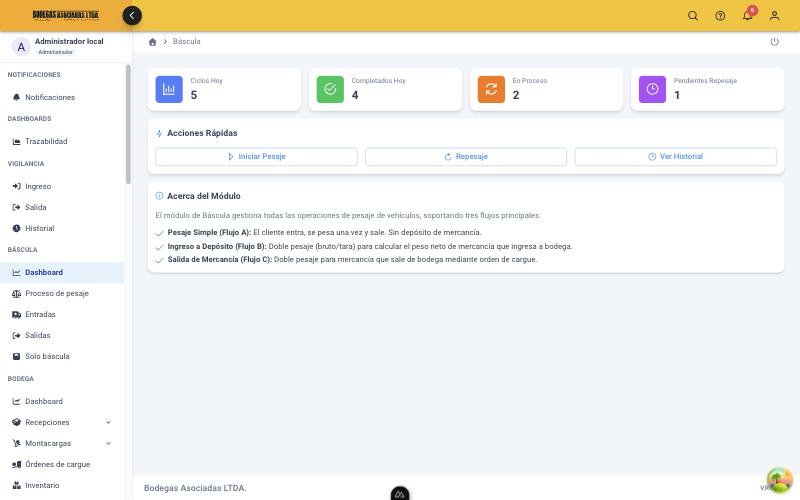 BODEGAS ASOCIADAS LTDA.
6
A
Administrador local
Administrador
Báscula
NOTIFICACIONES
Notificaciones
DASHBOARDS
Trazabilidad
VIGILANCIA
Ingreso
Salida
Historial
BÁSCULA
Dashboard
Proceso de pesaje
Entradas
Salidas
Solo báscula
BODEGA
Dashboard
Recepciones
Montacargas
Órdenes de cargue
Inventario
Ciclos Hoy
5
Completados Hoy
4
En Proceso
2
Pendientes Repesaje
1
Acciones Rápidas
Iniciar Pesaje
Repesaje
Ver Historial
Acerca del Módulo
El módulo de Báscula gestiona todas las operaciones de pesaje de vehículos, soportando tres flujos principales:
Pesaje Simple (Flujo A): El cliente entra, se pesa una vez y sale. Sin depósito de mercancía.
Ingreso a Depósito (Flujo B): Doble pesaje (bruto/tara) para calcular el peso neto de mercancía que ingresa a bodega.
Salida de Mercancía (Flujo C): Doble pesaje para mercancía que sale de bodega mediante orden de cargue.
Bodegas Asociadas LTDA.